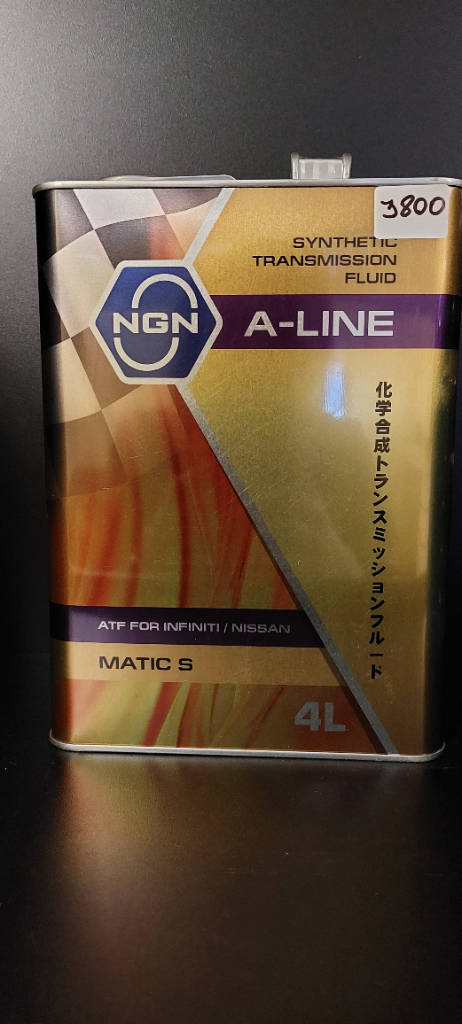 3800
SYNTHETIC
TRANSMISSION
FLUID
NGN
A-LINE
化学合成トランスミッションフルード
ATF FOR INFINITI / NISSAN
MATIC S
4L